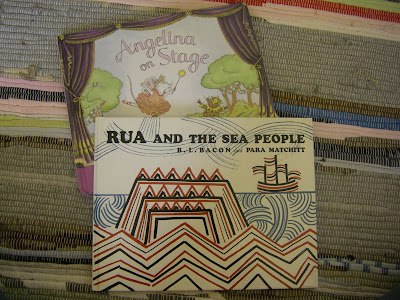 Angelina
on Stage
RUA AND THE SEA PEOPLE
R. L. BACON PARA MATCHITT